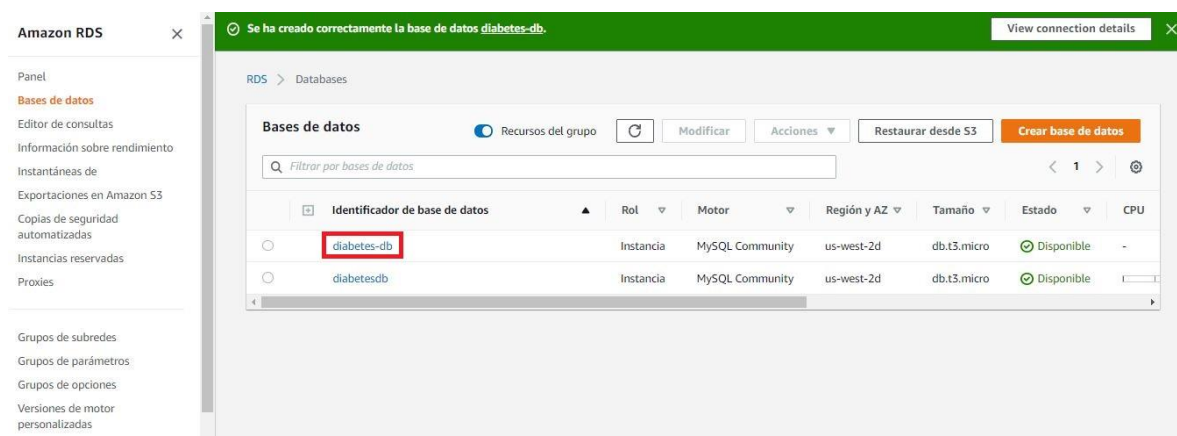 Amazon RDS
Panel
Bases de datos
Editor de consultas
Información sobre rendimiento
Instantáneas de
Exportaciones en Amazon S3
Copias de seguridad
automatizadas
Instancias reservadas
Proxies
Grupos de subredes
Grupos de parámetros
Grupos de opciones
Versiones de motor
personalizadas
Se ha creado correctamente la base de datos diabetes-db.
View connection details
RDS > Databases
Bases de datos
Recursos del grupo
Modificar
Acciones
Restaurar desde S3
Crear base de datos
Filtrar por bases de datos
1
Identificador de base de datos Rol Motor Región y AZ Tamaño Estado CPU
diabetes-db Instancia MySQL Community us-west-2d db.t3.micro Disponible -
diabetesdb Instancia MySQL Community us-west-2d db.t3.micro Disponible